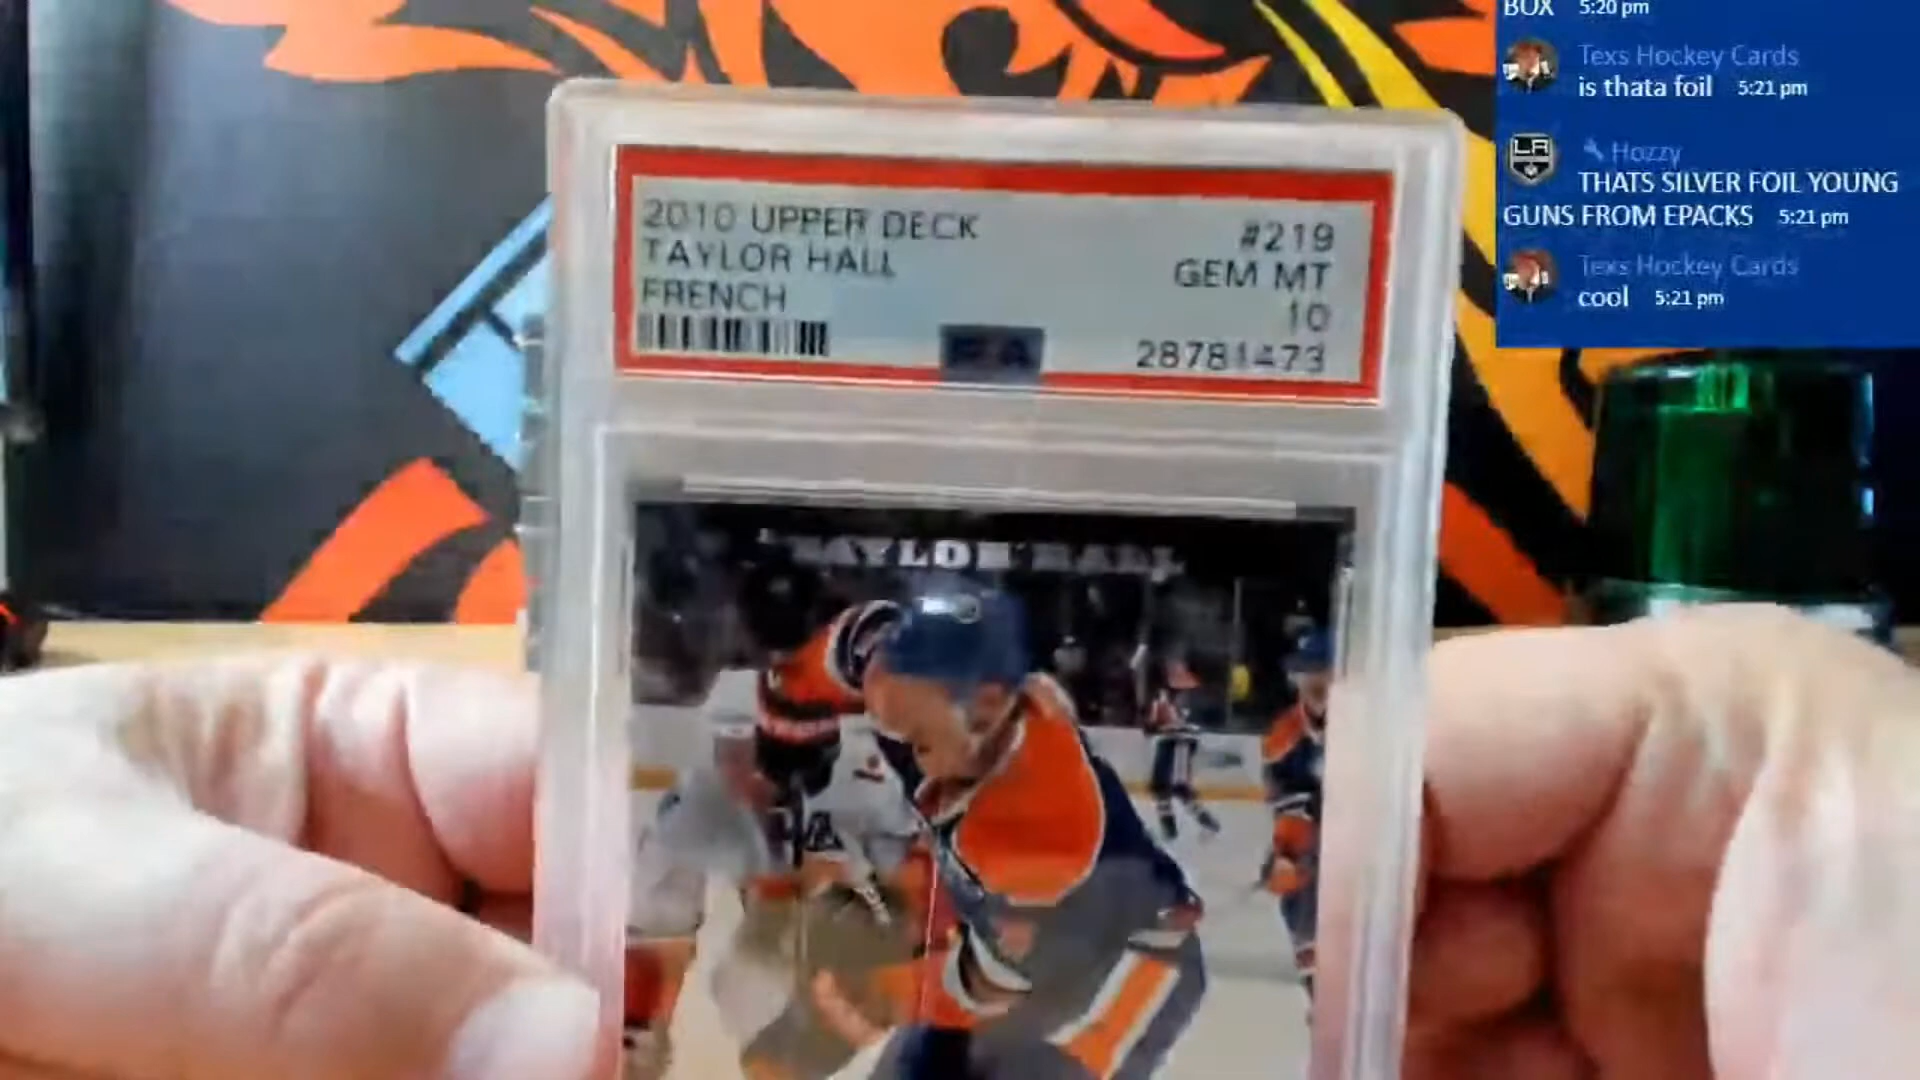 2010 UPPER DECK
#219
TAYLOR HALL
GEM MT
FRENCH
10
28781473
TAYLOR HALL
BOX 5:20 pm
Texs Hockey Cards
is thata foil 5:21 pm
LA
Hozzy
THATS SILVER FOIL YOUNG
GUNS FROM EPACKS 5:21 pm
Texs Hockey Cards
cool 5:21 pm